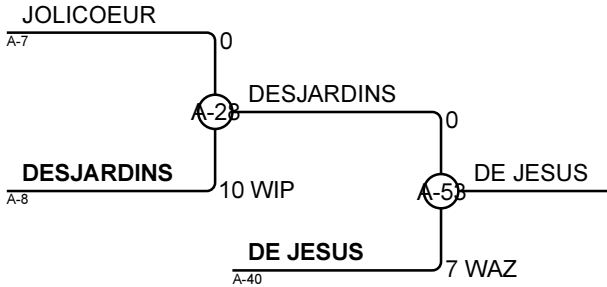 JOLICOEUR
A-7
0
A-28
DESJARDINS
0
DESJARDINS
A-8
10 WIP
A-53
DE JESUS
DE JESUS
A-40
7 WAZ